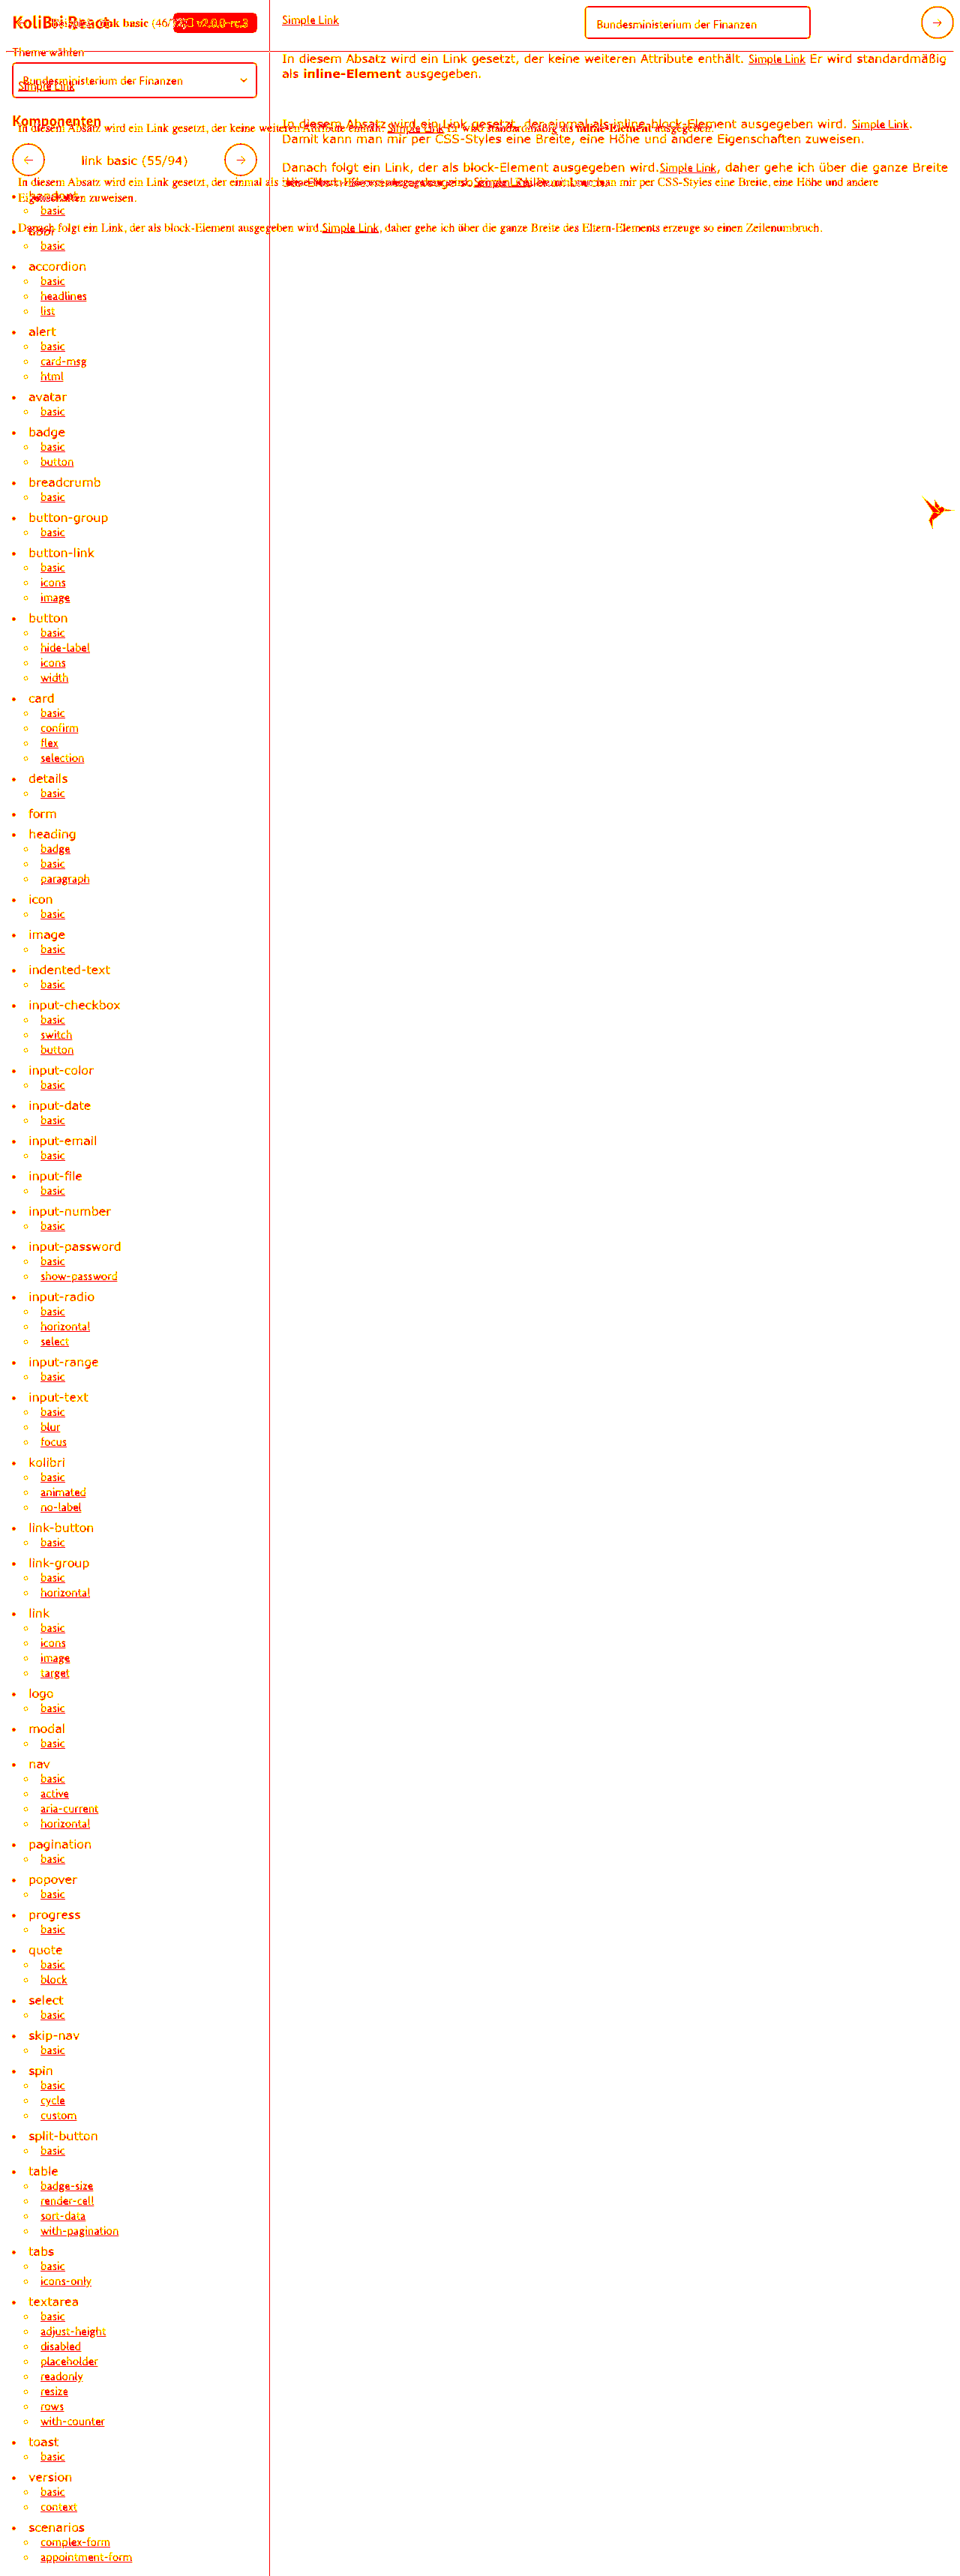 KoliBri React
link basic (46/
v2.0.0-rc.3
Theme wählen
Bundesministerium der Finanzen
Simple Link
Komponenten
link basic (55/94)
handout
basic
abbr
basic
accordion
basic
headlines
list
alert
basic
card-msg
html
avatar
basic
badge
basic
button
breadcrumb
basic
button-group
basic
button-link
basic
icons
image
button
basic
hide-label
icons
width
card
basic
confirm
flex
selection
details
basic
form
heading
badge
basic
paragraph
icon
basic
image
basic
indented-text
basic
input-checkbox
basic
switch
button
input-color
basic
input-date
basic
input-email
basic
input-file
basic
input-number
basic
input-password
basic
show-password
input-radio
basic
horizontal
select
input-range
basic
input-text
basic
blur
focus
kolibri
basic
animated
no-label
link-button
basic
link-group
basic
horizontal
link
basic
icons
image
target
logo
basic
modal
basic
nav
basic
active
aria-current
horizontal
pagination
basic
popover
basic
progress
basic
quote
basic
block
select
basic
skip-nav
basic
spin
basic
cycle
custom
split-button
basic
table
badge-size
render-cell
sort-data
with-pagination
tabs
basic
icons-only
textarea
basic
adjust-height
disabled
placeholder
readonly
resize
rows
with-counter
toast
basic
version
basic
context
scenarios
complex-form
appointment-form
Simple Link
Bundesministerium der Finanzen
In diesem Absatz wird ein Link gesetzt, der keine weiteren Attribute enthält. Simple Link Er wird standardmäßig
als inline-Element ausgegeben.
In diesem Absatz wird ein Link gesetzt, der keine weiteren Attribute enthält. Simple Link Er wird standardmäßig als inline-Element ausgegeben.
In diesem Absatz wird ein Link gesetzt, der einmal als inline-block-Element ausgegeben wird. Simple Link.
Damit kann man mir per CSS-Styles eine Breite, eine Höhe und andere Eigenschaften zuweisen.
Danach folgt ein Link, der als block-Element ausgegeben wird.Simple Link, daher gehe ich über die ganze Breite
In diesem Absatz wird ein Link gesetzt, der einmal als man mir per CSS-Styles eine Breite, eine Höhe und andere
Eigenschaften zuweisen.
Danach folgt ein Link, der als block-Element ausgegeben wird.Simple Link, daher gehe ich über die ganze Breite des Eltern-Elements erzeuge so einen Zeilenumbruch.